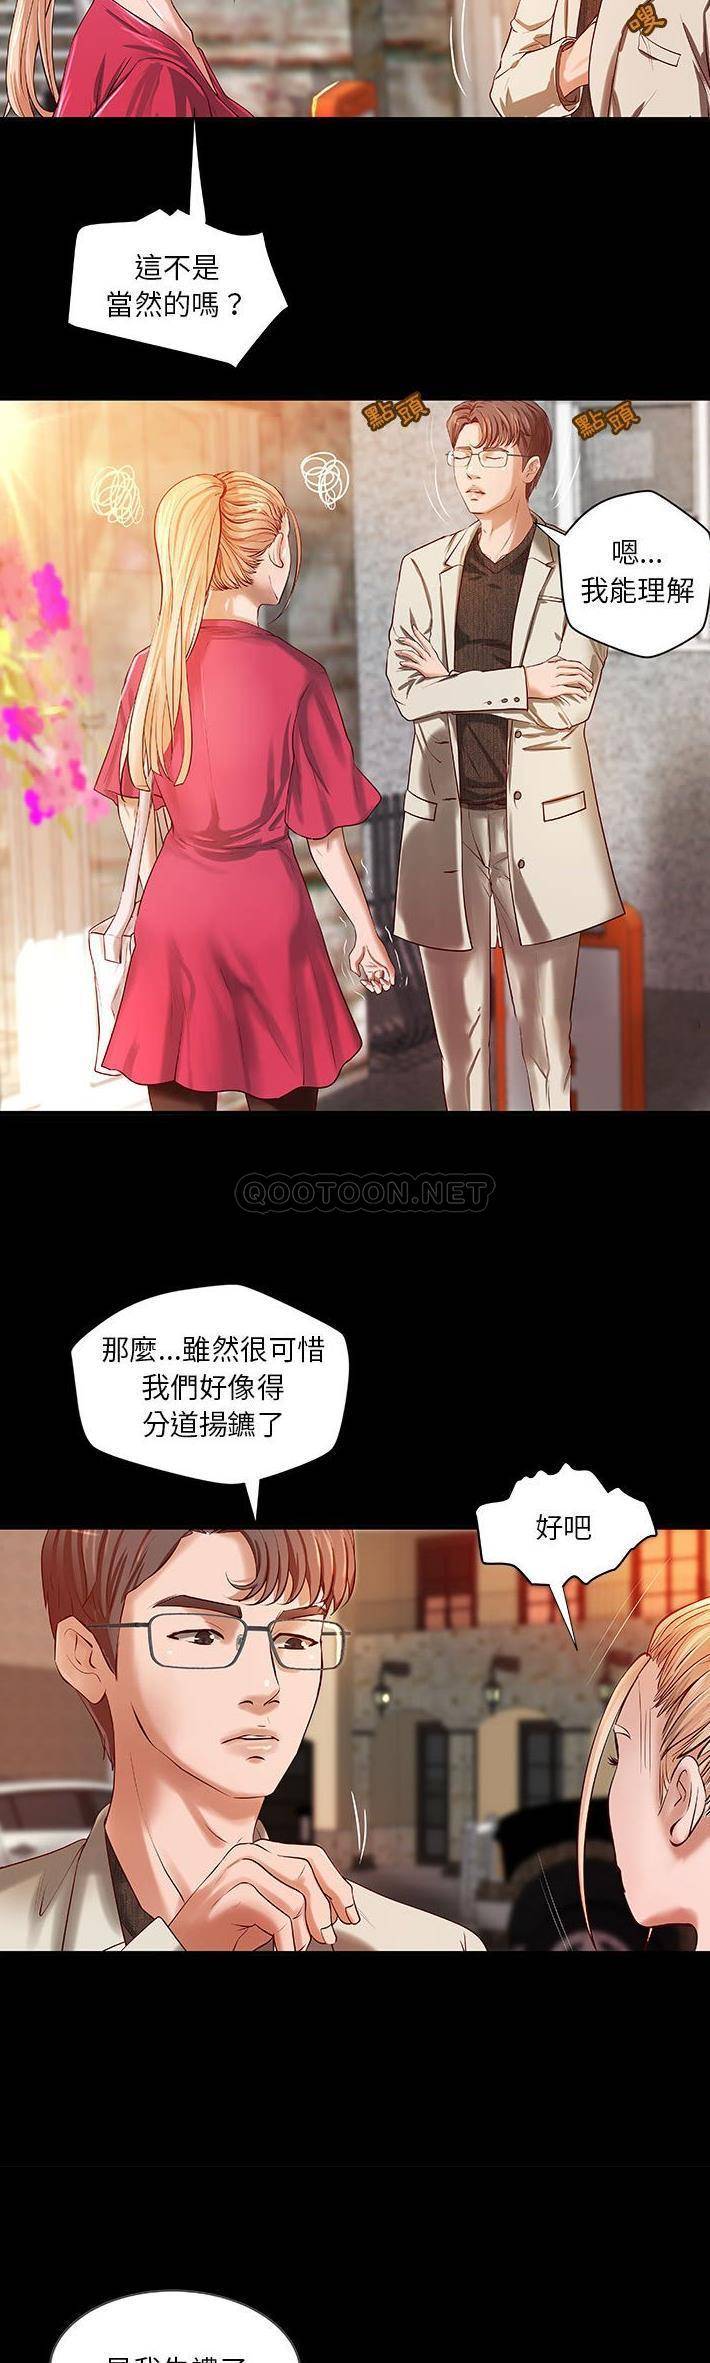 嗖
這不是
當然的嗎？
點頭
點頭
嗯...
我能理解
QOOTOON.NET
那麼...雖然很可惜
我們好像得
分道揚鑣了
好吧